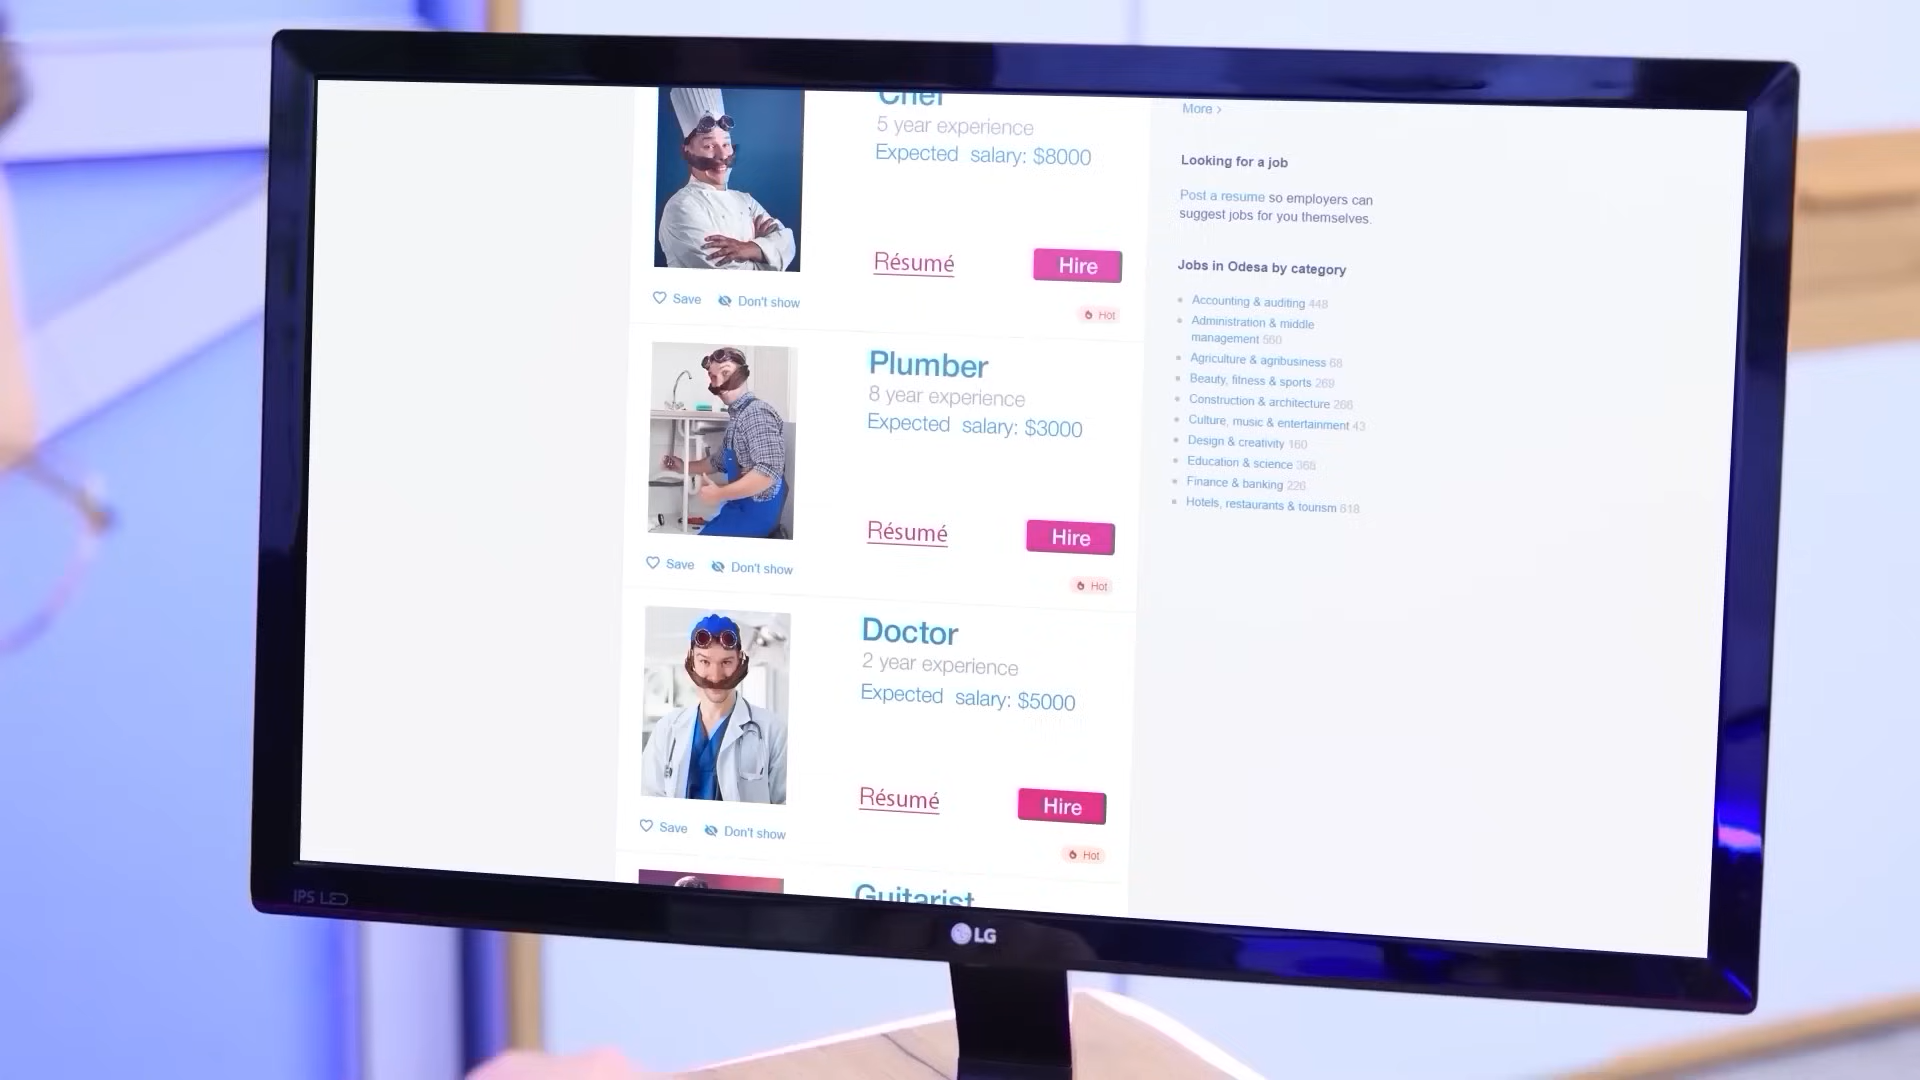 Chef
5 year experience
Expected salary: $8000
Résumé
Hire
Save
Don't show
Hot
Plumber
8 year experience
Expected salary: $3000
Résumé
Hire
Save
Don't show
Hot
Doctor
2 year experience
Expected salary: $5000
Résumé
Hire
Save
Don't show
Hot
Guitarist
More >
Looking for a job
Post a resume so employers can
suggest jobs for you themselves.
Jobs in Odesa by category
Accounting & auditing 448
Administration & middle
management 560
Agriculture & agribusiness 68
Beauty, fitness & sports 269
Construction & architecture 266
Culture, music & entertainment 43
Design & creativity 160
Education & science 368
Finance & banking 226
Hotels, restaurants & tourism 618
IPS LED
LG